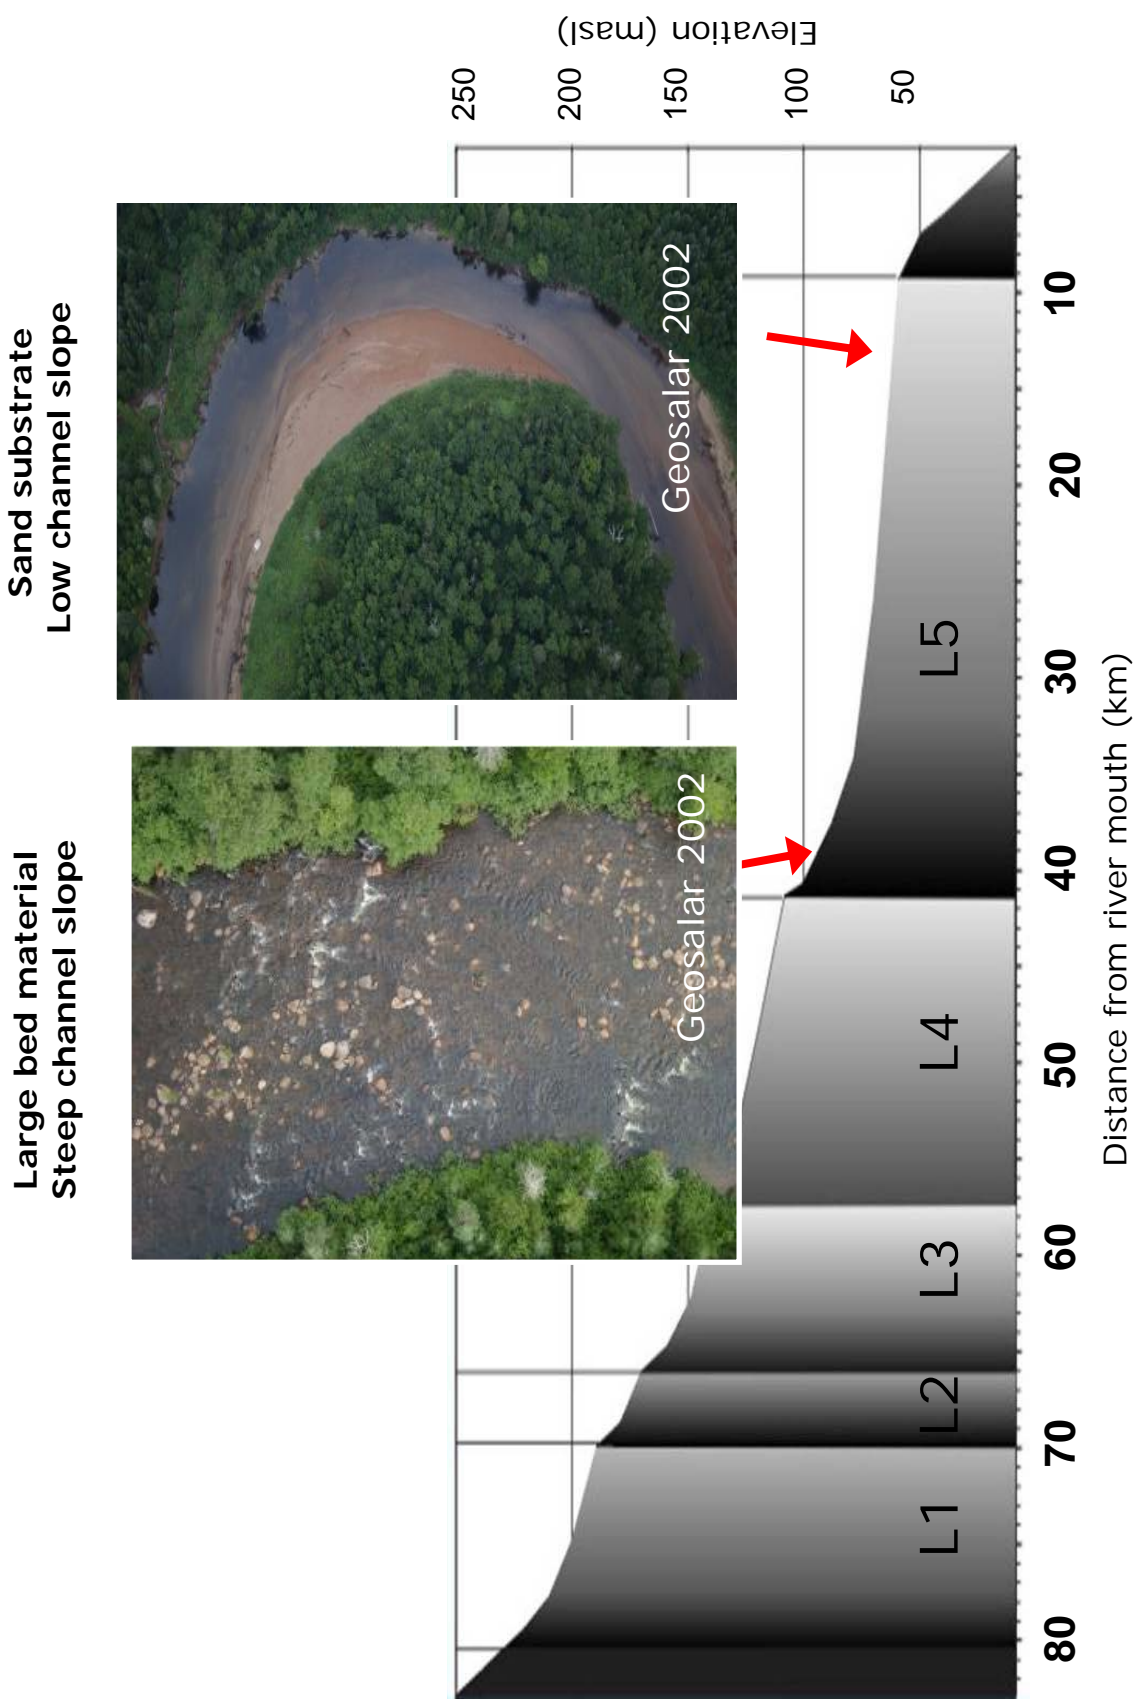 Large bed material
Steep channel slope
Sand substrate
Low channel slope
Geosalar 2002
Geosalar 2002
Elevation (masl)
250
200
150
100
50
L1
L2
L3
L4
L5
80
70
60
50
40
30
20
10
Distance from river mouth (km)